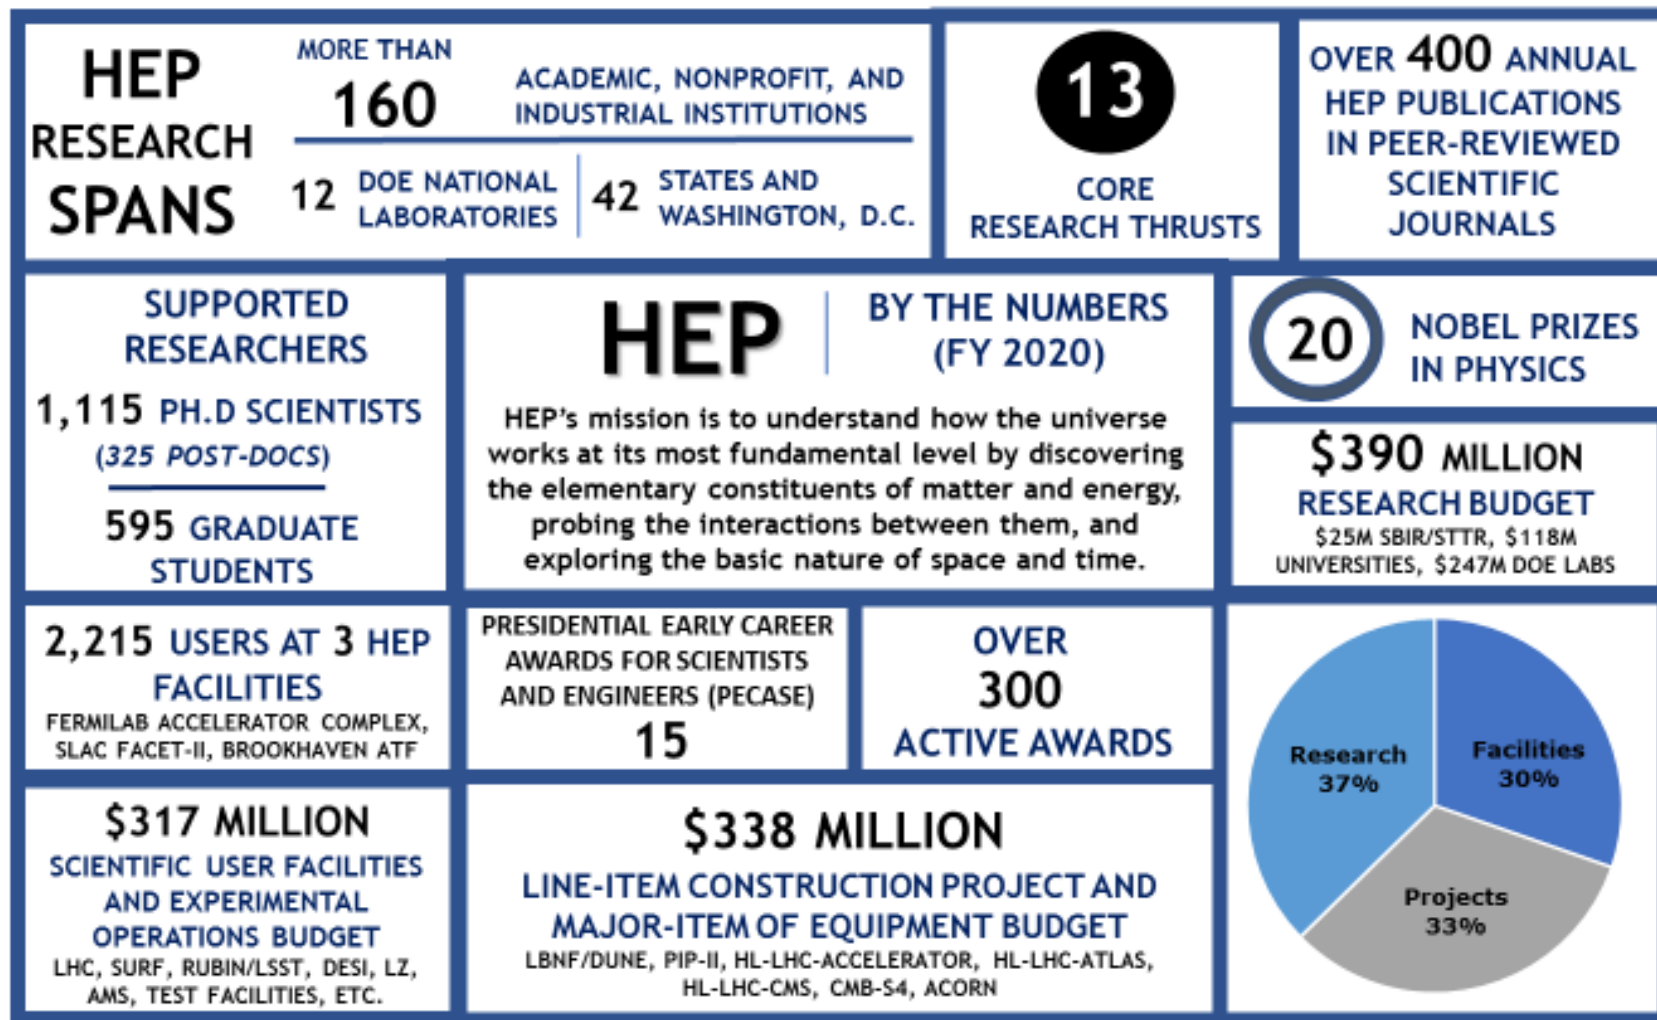 HEP
RESEARCH
SPANS
MORE THAN
160
ACADEMIC, NONPROFIT, AND
INDUSTRIAL INSTITUTIONS
12
DOE NATIONAL
LABORATORIES
42
STATES AND
WASHINGTON, D.C.
13
CORE
RESEARCH THRUSTS
OVER 400 ANNUAL
HEP PUBLICATIONS
IN PEER-REVIEWED
SCIENTIFIC
JOURNALS
SUPPORTED
RESEARCHERS
1,115 PH.D SCIENTISTS
(325 POST-DOCS)
595 GRADUATE
STUDENTS
HEP
BY THE NUMBERS
(FY 2020)
HEP's mission is to understand how the universe
works at its most fundamental level by discovering
the elementary constituents of matter and energy,
probing the interactions between them, and
exploring the basic nature of space and time.
20
NOBEL PRIZES
IN PHYSICS
$390 MILLION
RESEARCH BUDGET
$25M SBIR/STTR, $118M
UNIVERSITIES, $247M DOE LABS
2,215 USERS AT 3 HEP
FACILITIES
FERMILAB ACCELERATOR COMPLEX,
SLAC FACET-II, BROOKHAVEN ATF
PRESIDENTIAL EARLY CAREER
AWARDS FOR SCIENTISTS
AND ENGINEERS (PECASE)
15
OVER
300
ACTIVE AWARDS
Research
37%
Facilities
30%
Projects
33%
$317 MILLION
SCIENTIFIC USER FACILITIES
AND EXPERIMENTAL
OPERATIONS BUDGET
LHC, SURF, RUBIN/LSST, DESI, LZ,
AMS, TEST FACILITIES, ETC.
$338 MILLION
LINE-ITEM CONSTRUCTION PROJECT AND
MAJOR-ITEM OF EQUIPMENT BUDGET
LBNF/DUNE, PIP-II, HL-LHC-ACCELERATOR, HL-LHC-ATLAS,
HL-LHC-CMS, CMB-S4, ACORN